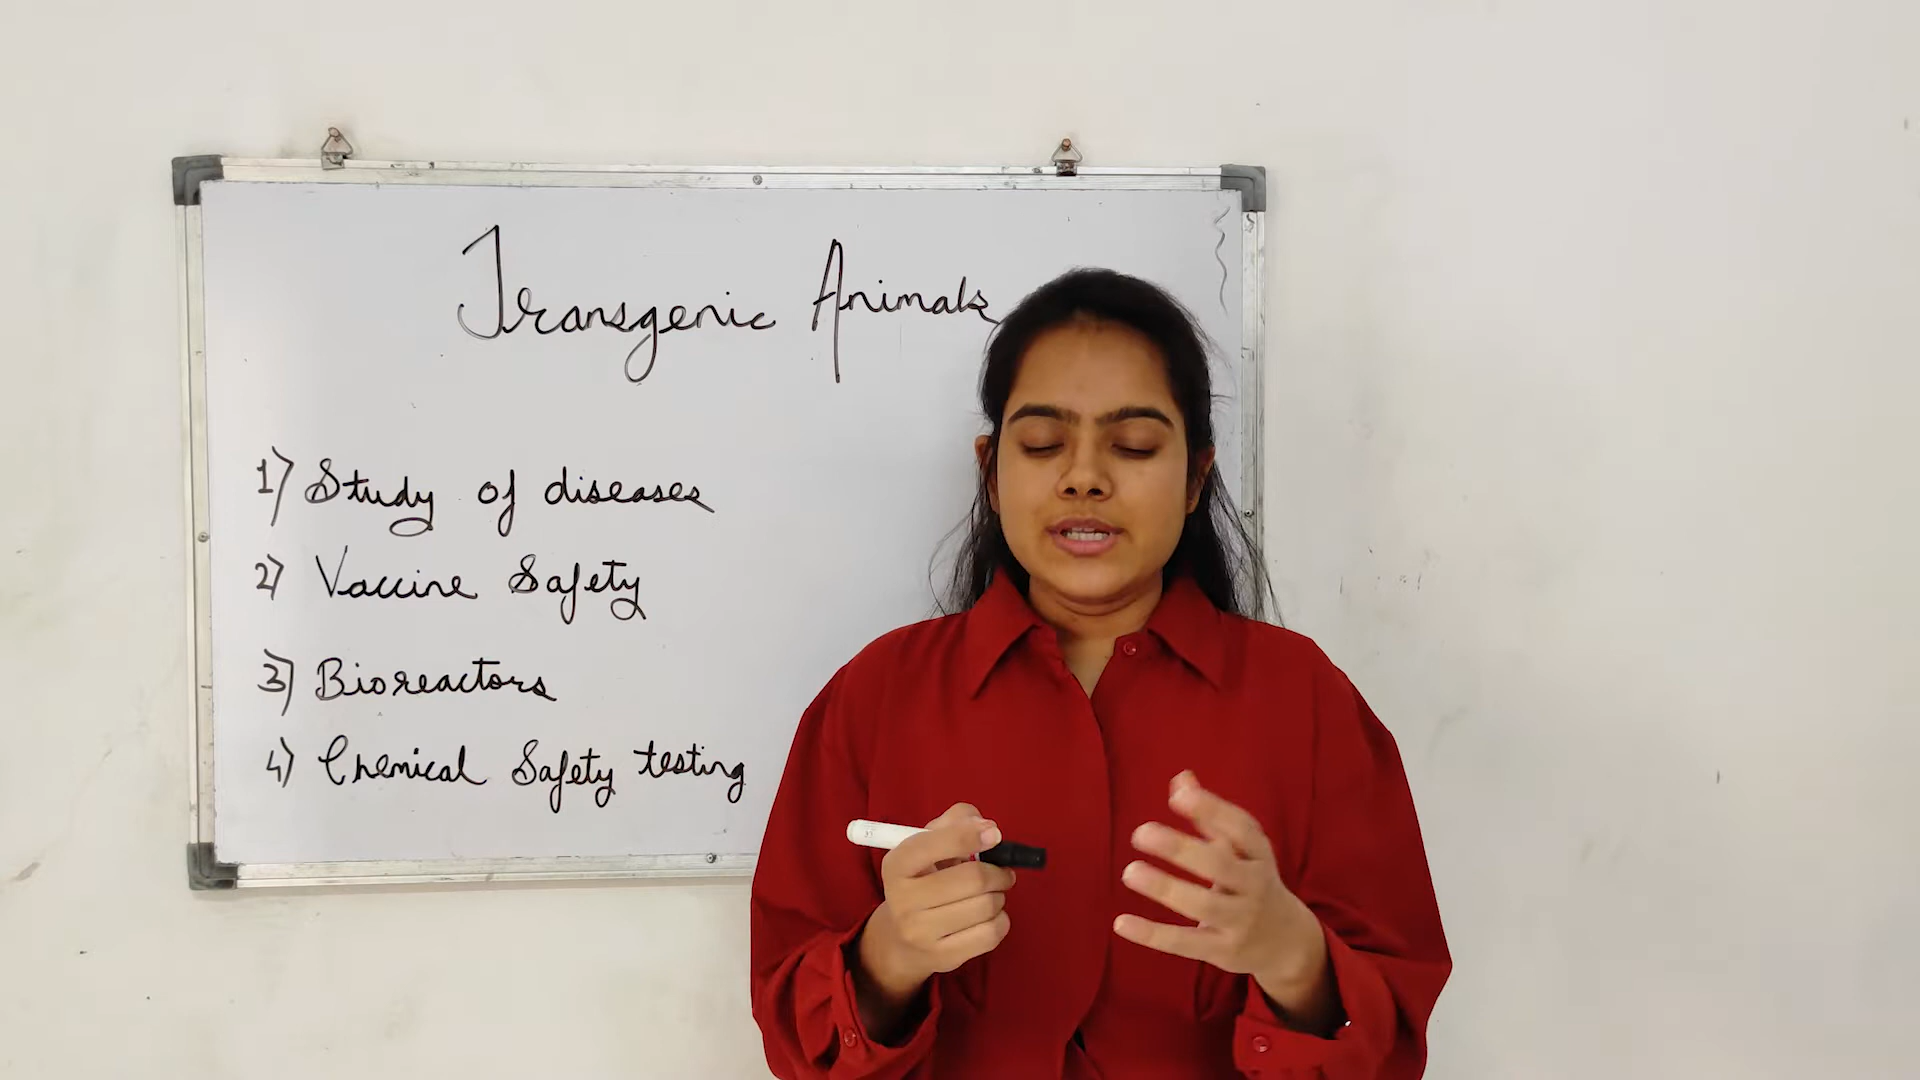 Transgenic Animals
1) Study of diseases
2) Vaccine Safety
3) Bioreactors
4) Chemical Safety testing